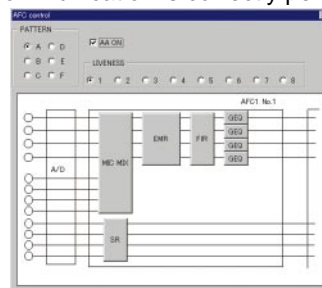 AFC control
PATTERN
A D
B E
C F
AA ON
LIVENESS
1 2 3 4 5 6 7 8
AFC1 No.1
A/D
MIC MIX
EMR
FIR
GEQ
GEQ
GEQ
GEQ
SR